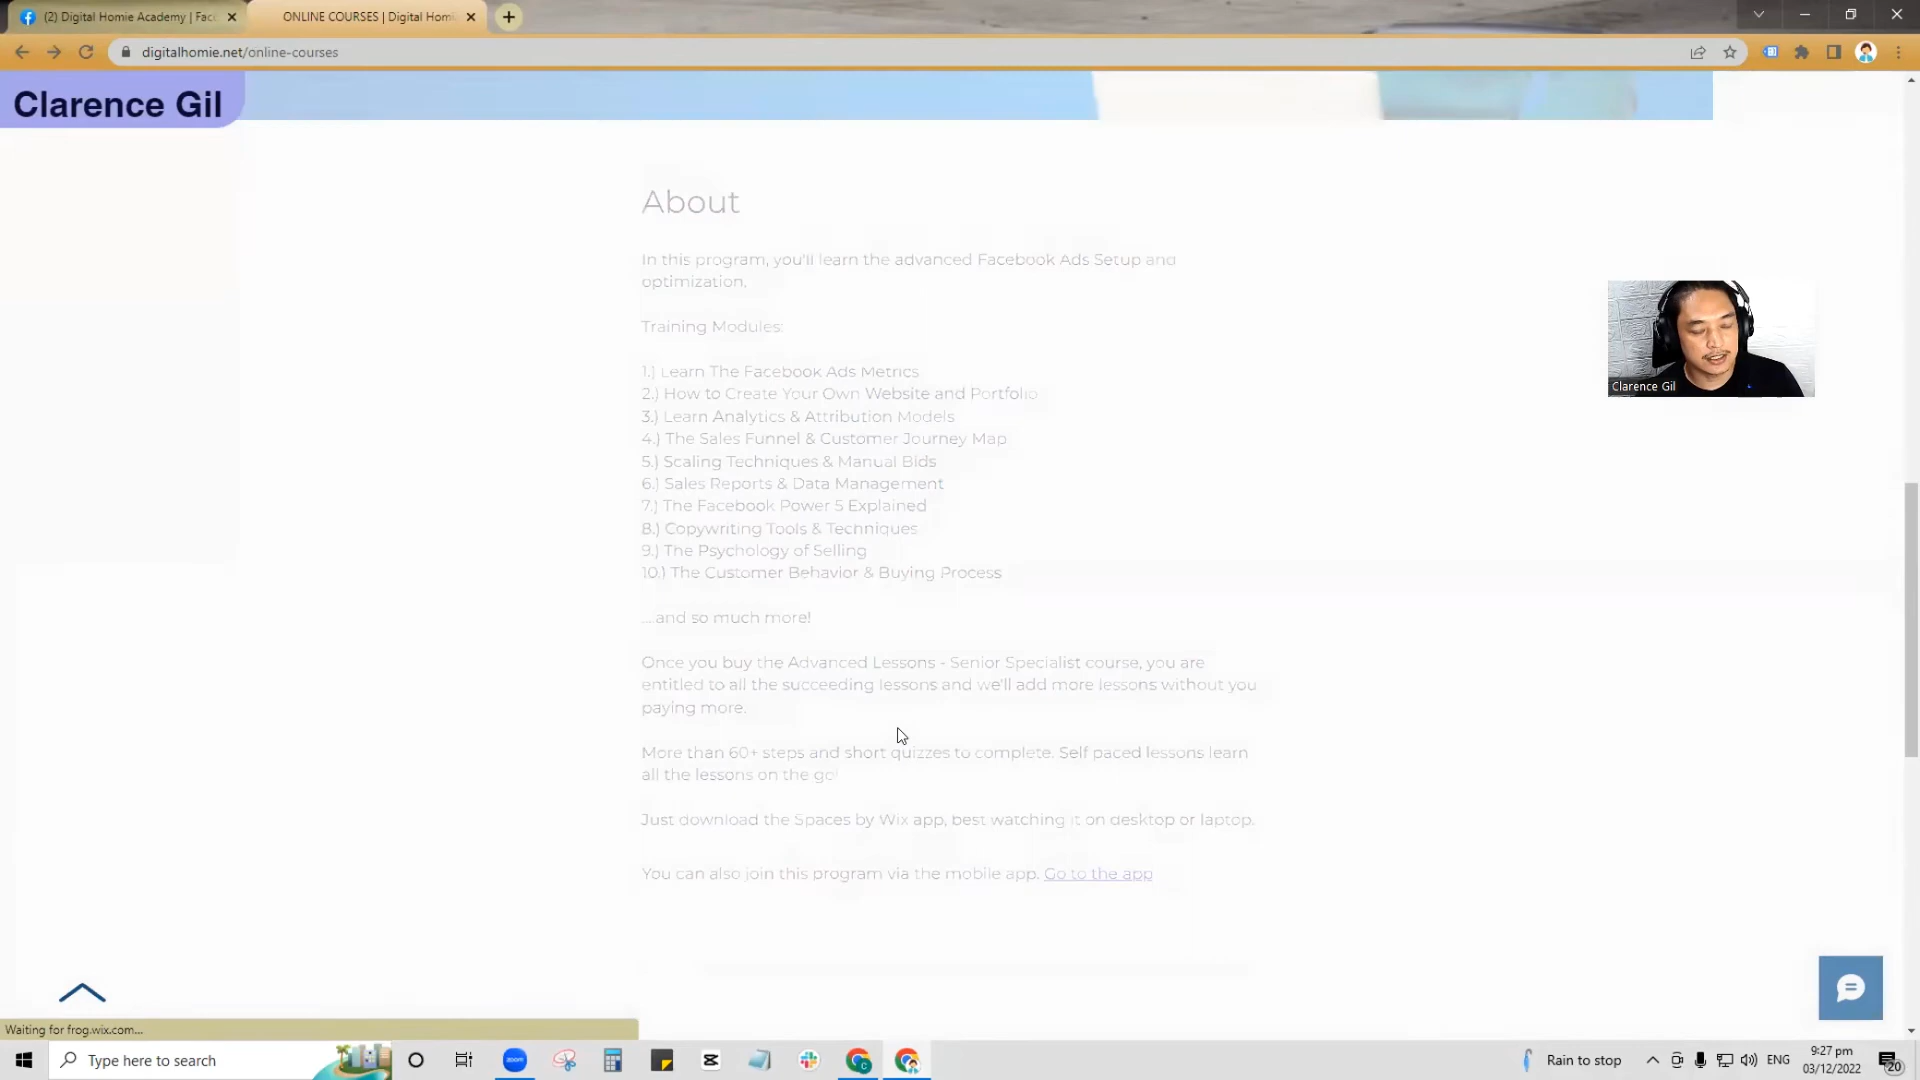 (2) Digital Homie Academy | Fac
ONLINE COURSES | Digital Homi
digitalhomie.net/online-courses
Clarence Gil
About
In this program, you'll learn the advanced Facebook Ads Setup and
optimization.
Training Modules:
1.) Learn The Facebook Ads Metrics
2.) How to Create Your Own Website and Portfolio
3.) Learn Analytics & Attribution Models
4.) The Sales Funnel & Customer Journey Map
5.) Scaling Techniques & Manual Bids
6.) Sales Reports & Data Management
7.) The Facebook Power 5 Explained
8.) Copywriting Tools & Techniques
9.) The Psychology of Selling
10.) The Customer Behavior & Buying Process
Clarence Gil
....and so much more!
Once you buy the Advanced Lessons - Senior Specialist course, you are
entitled to all the succeeding lessons and we'll add more lessons without you
paying more.
More than 60+ steps and short quizzes to complete. Self paced lessons learn
all the lessons on the go!
Just download the Spaces by Wix app, best watching it on desktop or laptop.
You can also join this program via the mobile app. Go to the app
Waiting for frog.wix.com...
Type here to search
zoom
Rain to stop
ENG
9:27 pm
03/12/2022
20